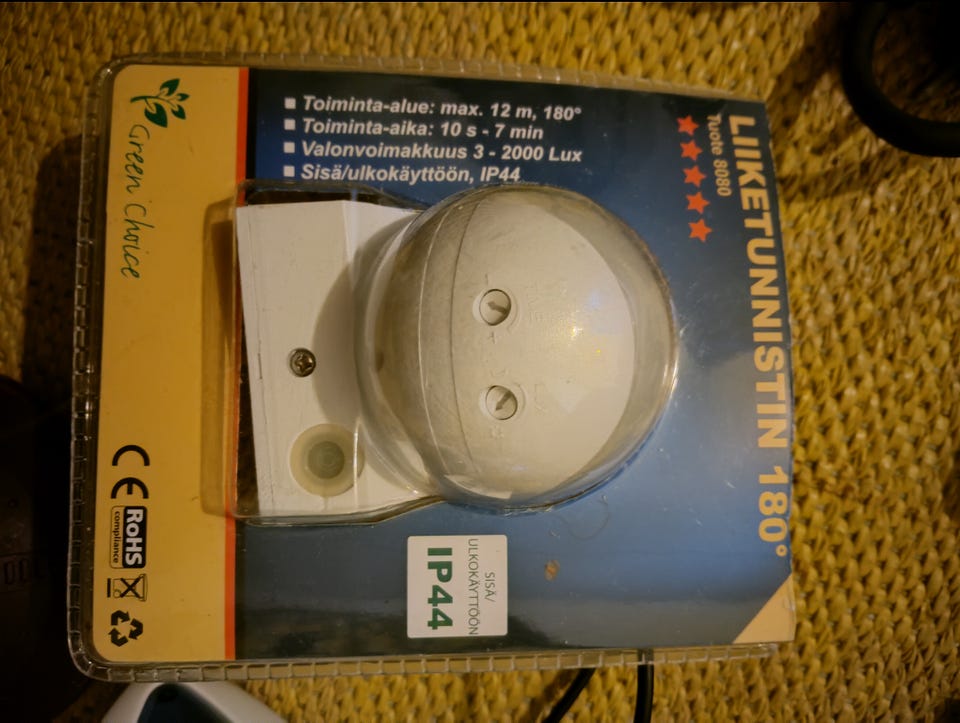 LIIKETUNNISTIN 180°
Tuote 8080
■ Toiminta-alue: max. 12 m, 180°
■ Toiminta-aika: 10 s - 7 min
■ Valonvoimakkuus 3 - 2000 Lux
■ Sisä/ulkokäyttöön, IP44
SISÄ/
ULKOKÄYTTÖÖN
IP44
Green Choice
CE
RoHS
compliance